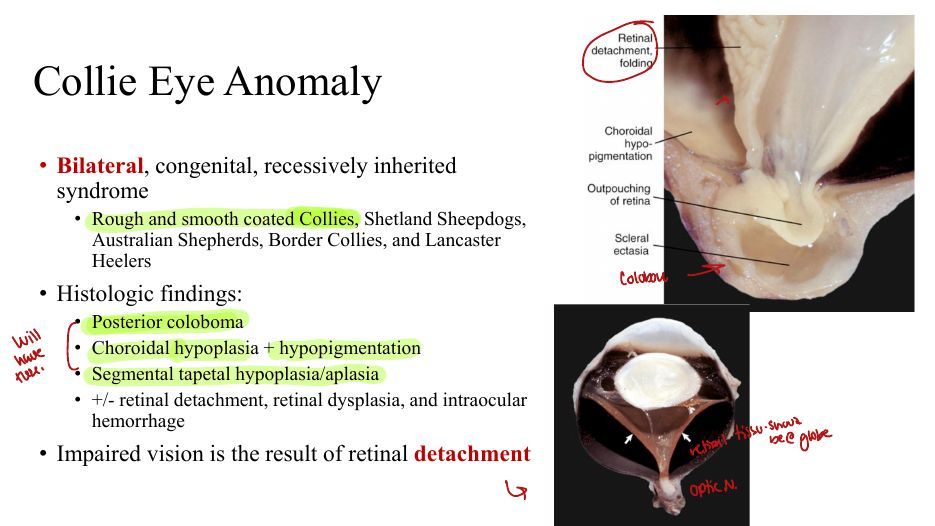 Collie Eye Anomaly
• Bilateral, congenital, recessively inherited
syndrome
• Rough and smooth coated Collies, Shetland Sheepdogs,
Australian Shepherds, Border Collies, and Lancaster
Heelers
• Histologic findings:
• Posterior coloboma
• Choroidal hypoplasia + hypopigmentation
• Segmental tapetal hypoplasia/aplasia
• +/- retinal detachment, retinal dysplasia, and intraocular
hemorrhage
• Impaired vision is the result of retinal detachment
will
have
Retinal
detachment,
folding
Choroidal
hypo-
pigmentation
Outpouching
of retina
Scleral
ectasia
retinal
be @ globe
optic N.